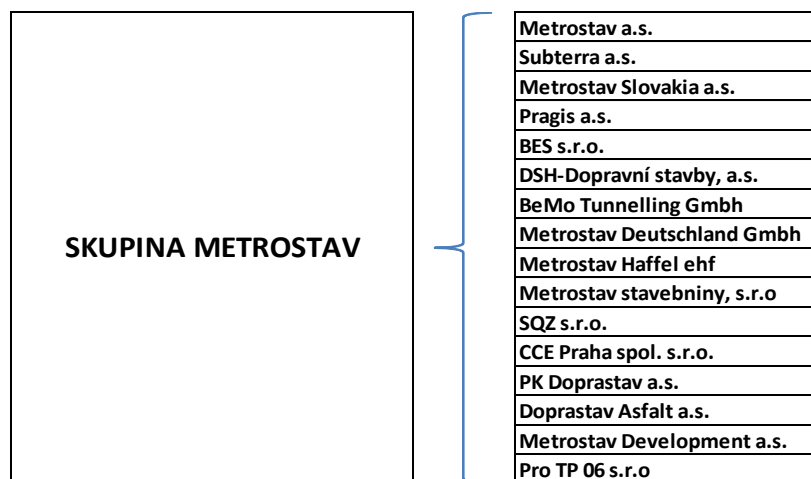 SKUPINA METROSTAV
Metrostav a.s.
Subterra a.s.
Metrostav Slovakia a.s.
Pragis a.s.
BES s.r.o.
DSH-Dopravní stavby, a.s.
BeMo Tunnelling Gmbh
Metrostav Deutschland Gmbh
Metrostav Haffel ehf
Metrostav stavebniny, s.r.o
SQZ s.r.o.
CCE Praha spol. s.r.o.
PK Doprastav a.s.
Doprastav Asfalt a.s.
Metrostav Development a.s.
Pro TP 06 s.r.o